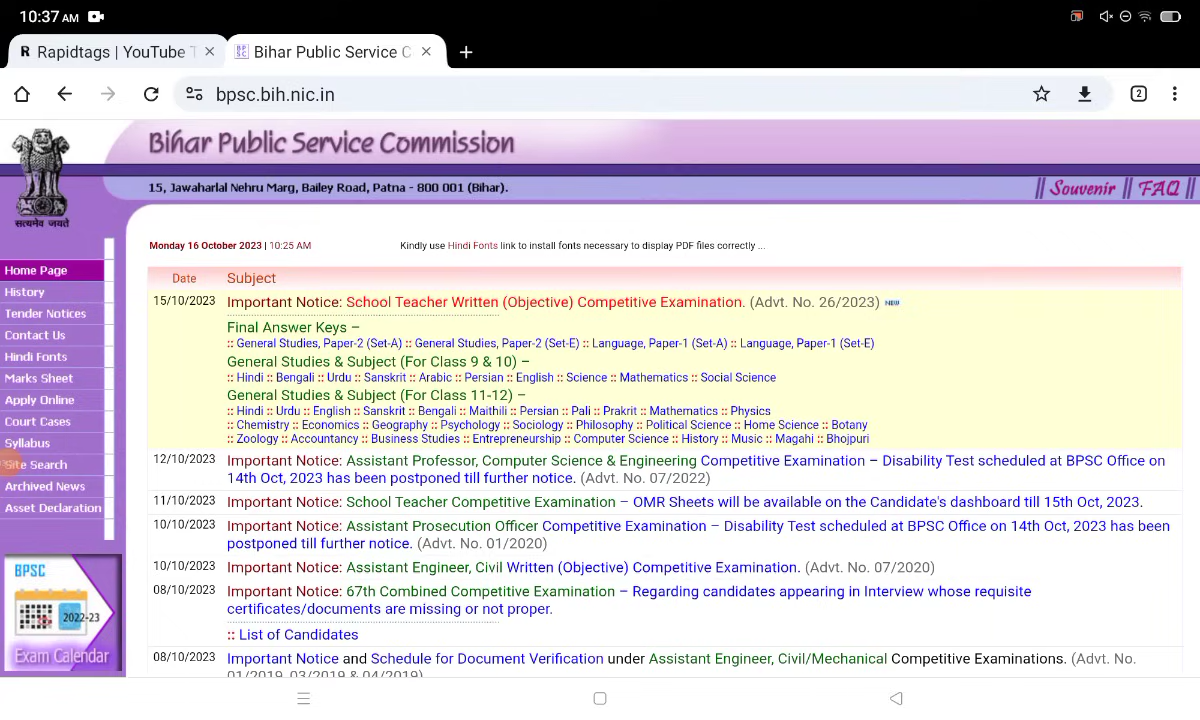 10:37 AM
R Rapidtags | YouTube T
Bihar Public Service C
bpsc.bih.nic.in
2
Bihar Public Service Commission
सत्यमेव जयते
15, Jawaharlal Nehru Marg, Bailey Road, Patna - 800 001 (Bihar).
|| Souvenir || FAQ ||
Monday 16 October 2023 | 10:25 AM
Kindly use Hindi Fonts link to install fonts necessary to display PDF files correctly ...
Home Page
History
Tender Notices
Contact Us
Hindi Fonts
Marks Sheet
Apply Online
Court Cases
Syllabus
Site Search
Archived News
Asset Declaration
BPSC
2022-23
Exam Calendar
Date Subject
15/10/2023 Important Notice: School Teacher Written (Objective) Competitive Examination. (Advt. No. 26/2023) NEW
Final Answer Keys –
:: General Studies, Paper-2 (Set-A) :: General Studies, Paper-2 (Set-E) :: Language, Paper-1 (Set-A) :: Language, Paper-1 (Set-E)
General Studies & Subject (For Class 9 & 10) –
:: Hindi :: Bengali :: Urdu :: Sanskrit :: Arabic :: Persian :: English :: Science :: Mathematics :: Social Science
General Studies & Subject (For Class 11-12) –
:: Hindi :: Urdu :: English :: Sanskrit :: Bengali :: Maithili :: Persian :: Pali :: Prakrit :: Mathematics :: Physics
:: Chemistry :: Economics :: Geography :: Psychology :: Sociology :: Philosophy :: Political Science :: Home Science :: Botany
:: Zoology :: Accountancy :: Business Studies :: Entrepreneurship :: Computer Science :: History :: Music :: Magahi :: Bhojpuri
12/10/2023 Important Notice: Assistant Professor, Computer Science & Engineering Competitive Examination – Disability Test scheduled at BPSC Office on
14th Oct, 2023 has been postponed till further notice. (Advt. No. 07/2022)
11/10/2023 Important Notice: School Teacher Competitive Examination – OMR Sheets will be available on the Candidate's dashboard till 15th Oct, 2023.
10/10/2023 Important Notice: Assistant Prosecution Officer Competitive Examination – Disability Test scheduled at BPSC Office on 14th Oct, 2023 has been
postponed till further notice. (Advt. No. 01/2020)
10/10/2023 Important Notice: Assistant Engineer, Civil Written (Objective) Competitive Examination. (Advt. No. 07/2020)
08/10/2023 Important Notice: 67th Combined Competitive Examination – Regarding candidates appearing in Interview whose requisite
certificates/documents are missing or not proper.
:: List of Candidates
08/10/2023 Important Notice and Schedule for Document Verification under Assistant Engineer, Civil/Mechanical Competitive Examinations. (Advt. No.
01/2019, 03/2019 & 04/2019)